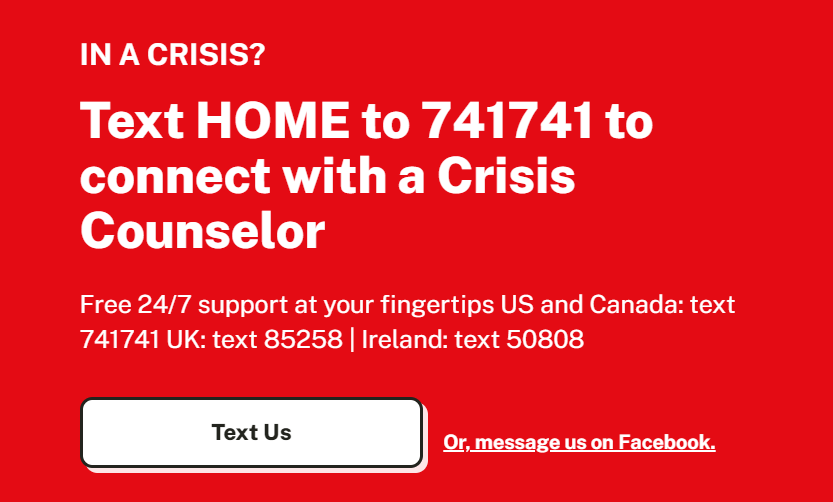 IN A CRISIS?
Text HOME to 741741 to
connect with a Crisis
Counselor
Free 24/7 support at your fingertips US and Canada: text
741741 UK: text 85258 | Ireland: text 50808
Text Us
Or, message us on Facebook.